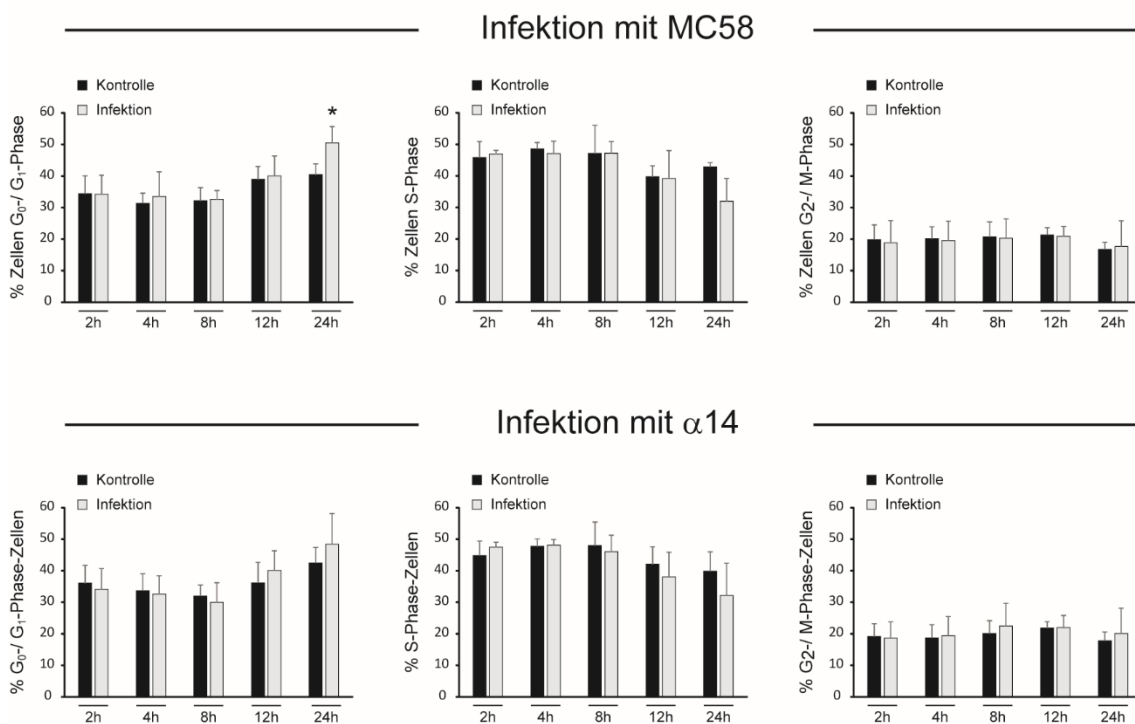 Infektion mit MC58
Kontrolle
Infektion
% Zellen G₀-/ G₁-Phase
60
50
40
30
20
10
0
*
2h 4h 8h 12h 24h
Kontrolle
Infektion
% Zellen S-Phase
60
50
40
30
20
10
0
2h 4h 8h 12h 24h
Kontrolle
Infektion
% Zellen G2-/ M-Phase
60
50
40
30
20
10
0
2h 4h 8h 12h 24h
Infektion mit α14
Kontrolle
Infektion
% G₀-/ G₁-Phase-Zellen
60
50
40
30
20
10
0
2h 4h 8h 12h 24h
Kontrolle
Infektion
% S-Phase-Zellen
60
50
40
30
20
10
0
2h 4h 8h 12h 24h
Kontrolle
Infektion
% G2-/ M-Phase-Zellen
60
50
40
30
20
10
0
2h 4h 8h 12h 24h